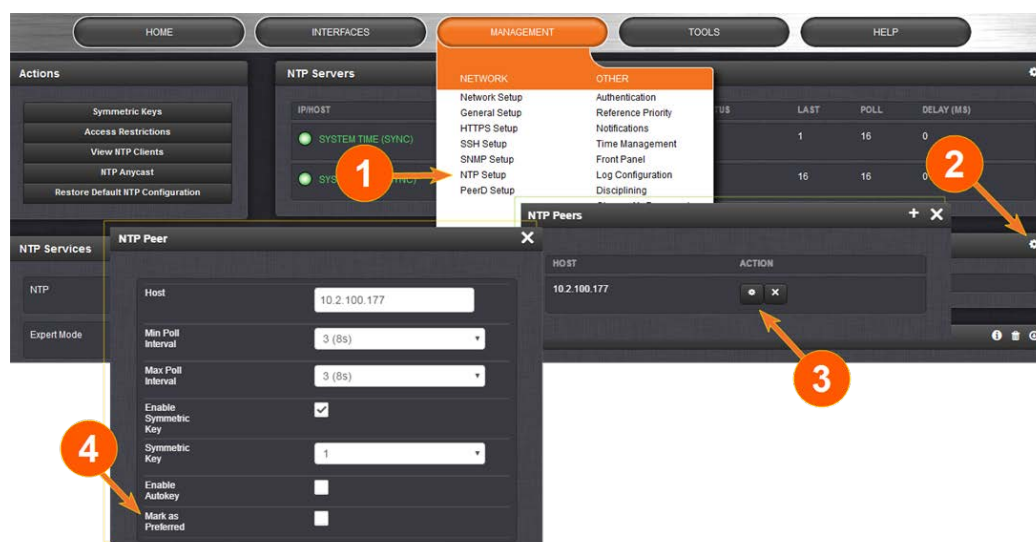 HOME
INTERFACES
MANAGEMENT
TOOLS
HELP
Actions
Symmetric Keys
Access Restrictions
View NTP Clients
NTP Anycast
Restore Default NTP Configuration
NTP Servers
IP/HOST
LAST
POLL
DELAY (MS)
SYSTEM TIME (SYNC)
1
16
0
16
16
NETWORK
Network Setup
General Setup
HTTPS Setup
SSH Setup
SNMP Setup
NTP Setup
PeerD Setup
OTHER
Authentication
Reference Priority
Notifications
Time Management
Front Panel
Log Configuration
Disciplining
1
2
NTP Services
NTP
Expert Mode
NTP Peers
HOST
ACTION
10.2.100.177
3
NTP Peer
Host
10.2.100.177
Min Poll
Interval
3 (8s)
Max Poll
Interval
3 (8s)
Enable
Symmetric
Key
Symmetric
Key
1
Enable
Autokey
Mark as
Preferred
4